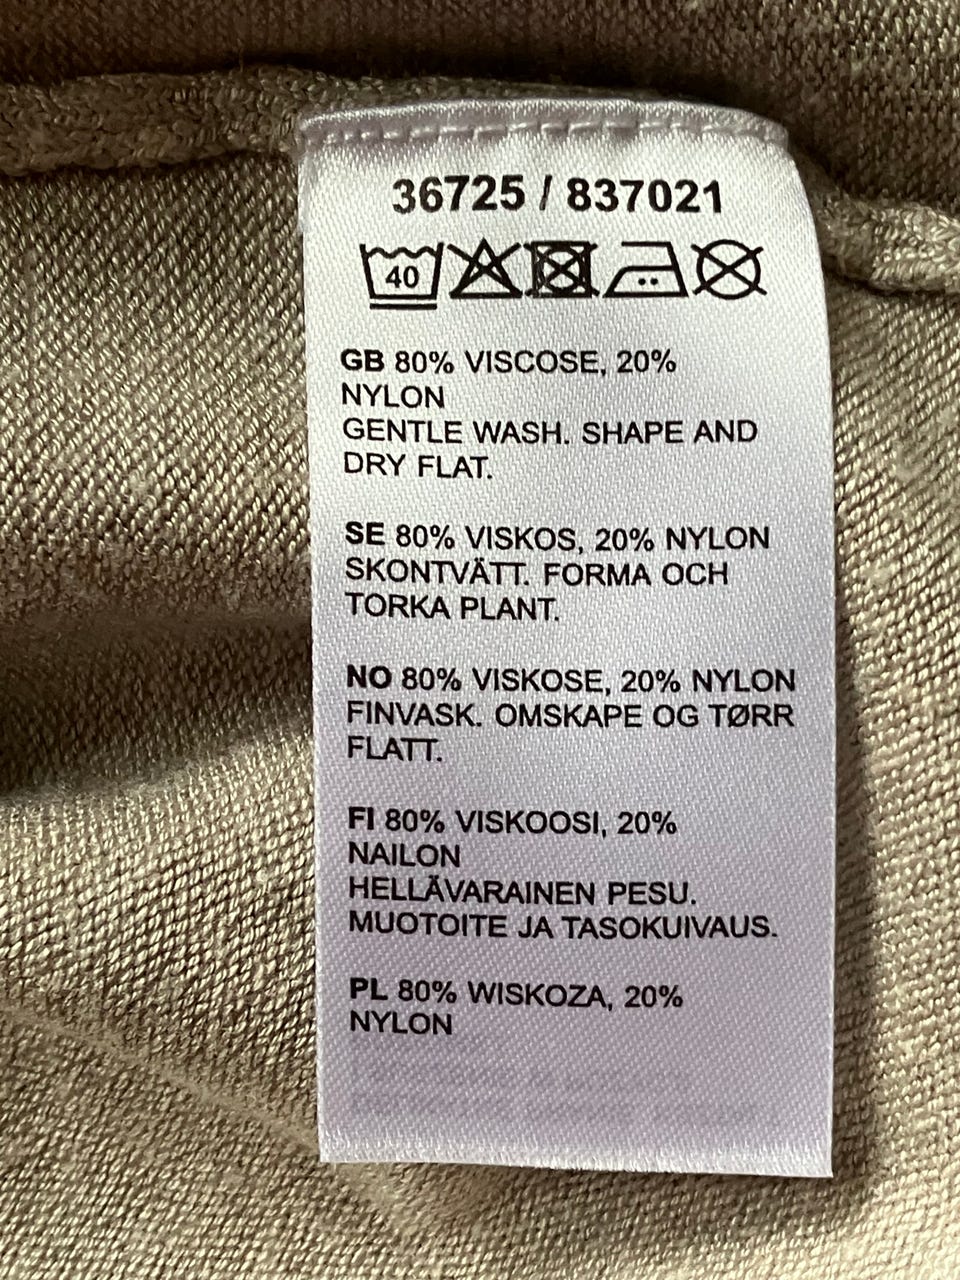 36725 / 837021
40
GB 80% VISCOSE, 20%
NYLON
GENTLE WASH. SHAPE AND
DRY FLAT.
SE 80% VISKOS, 20% NYLON
SKONTVÄTT. FORMA OCH
TORKA PLANT.
NO 80% VISKOSE, 20% NYLON
FINVASK. OMSKAPE OG TØRR
FLATT.
FI 80% VISKOOSI, 20%
NAILON
HELLÄVARAINEN PESU.
MUOTOITE JA TASOKUIVAUS.
PL 80% WISKOZA, 20%
NYLON